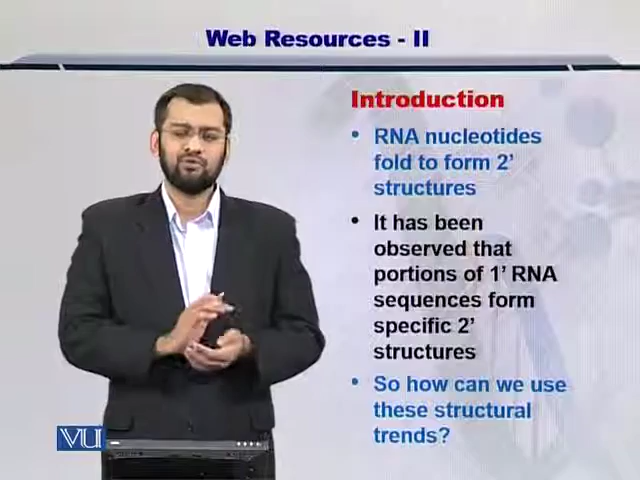 Web Resources - II
Introduction
• RNA nucleotides
fold to form 2’
structures
• It has been
observed that
portions of 1’ RNA
sequences form
specific 2’
structures
• So how can we use
these structural
trends?
VU